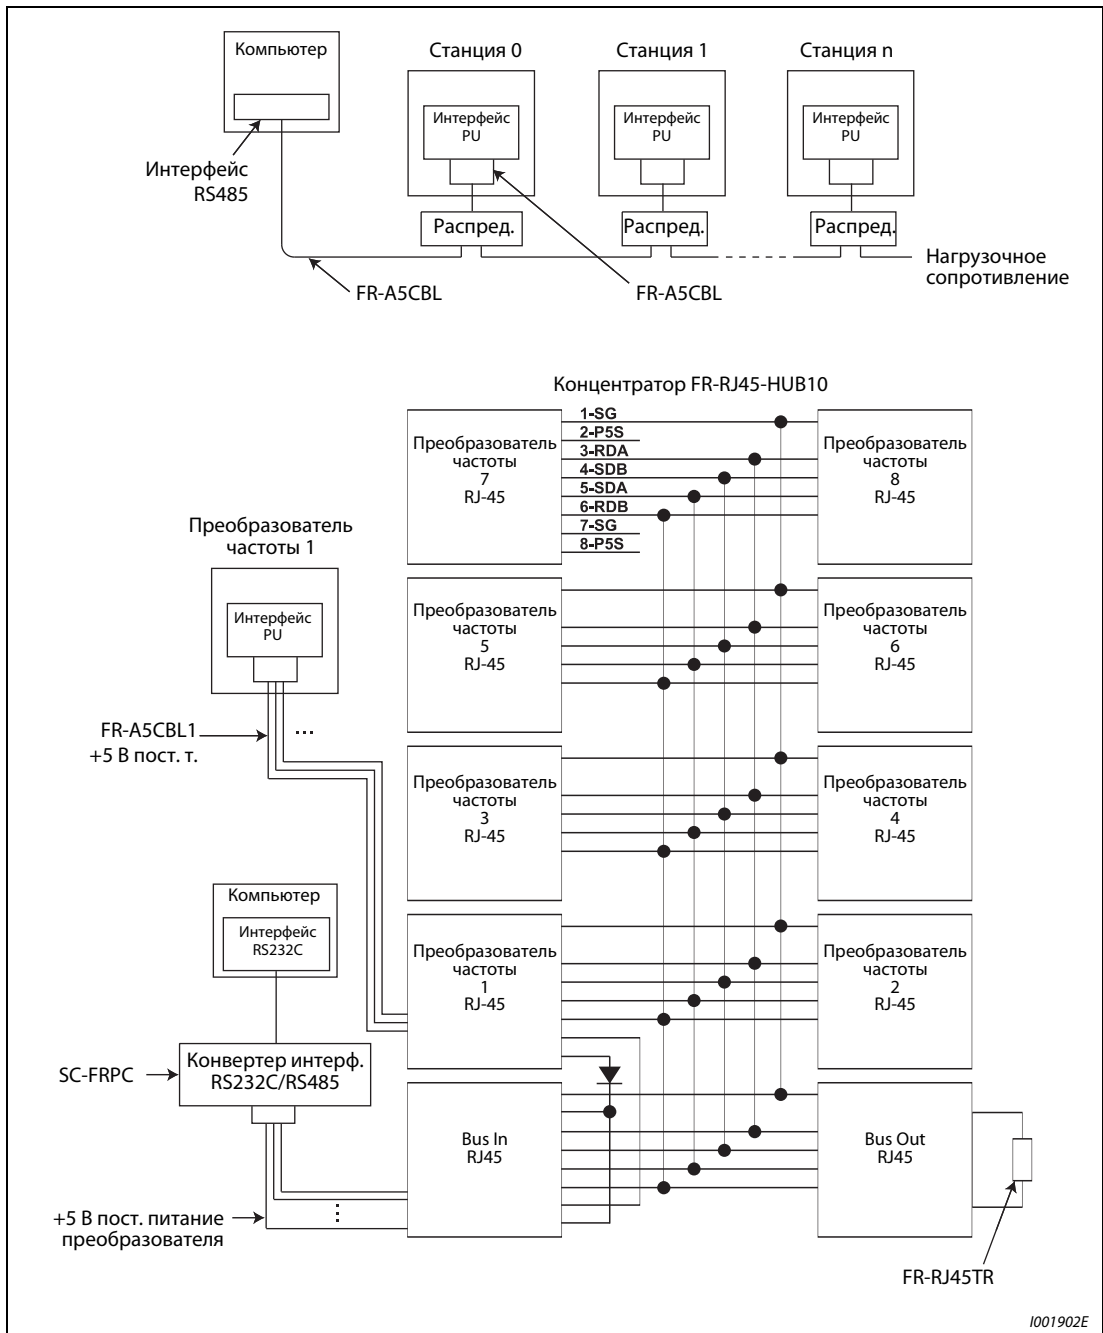 Компьютер
Станция 0
Станция 1
Станция n
Интерфейс
PU
Интерфейс
PU
Интерфейс
PU
Интерфейс
RS485
Распред.
Распред.
Распред.
Нагрузочное
сопротивление
FR-A5CBL
FR-A5CBL
Концентратор FR-RJ45-HUB10
Преобразователь
частоты
7
RJ-45
1-SG
2-P5S
3-RDA
4-SDB
5-SDA
6-RDB
7-SG
8-P5S
Преобразователь
частоты
8
RJ-45
Преобразователь
частоты 1
Интерфейс
PU
Преобразователь
частоты
5
RJ-45
Преобразователь
частоты
6
RJ-45
FR-A5CBL1
+5 В пост. т.
...
Преобразователь
частоты
3
RJ-45
Преобразователь
частоты
4
RJ-45
Компьютер
Интерфейс
RS232C
Преобразователь
частоты
1
RJ-45
Преобразователь
частоты
2
RJ-45
SC-FRPC
Конвертер интерф.
RS232C/RS485
Bus In
RJ45
Bus Out
RJ45
+5 В пост. питание
преобразователя
FR-RJ45TR
I001902E